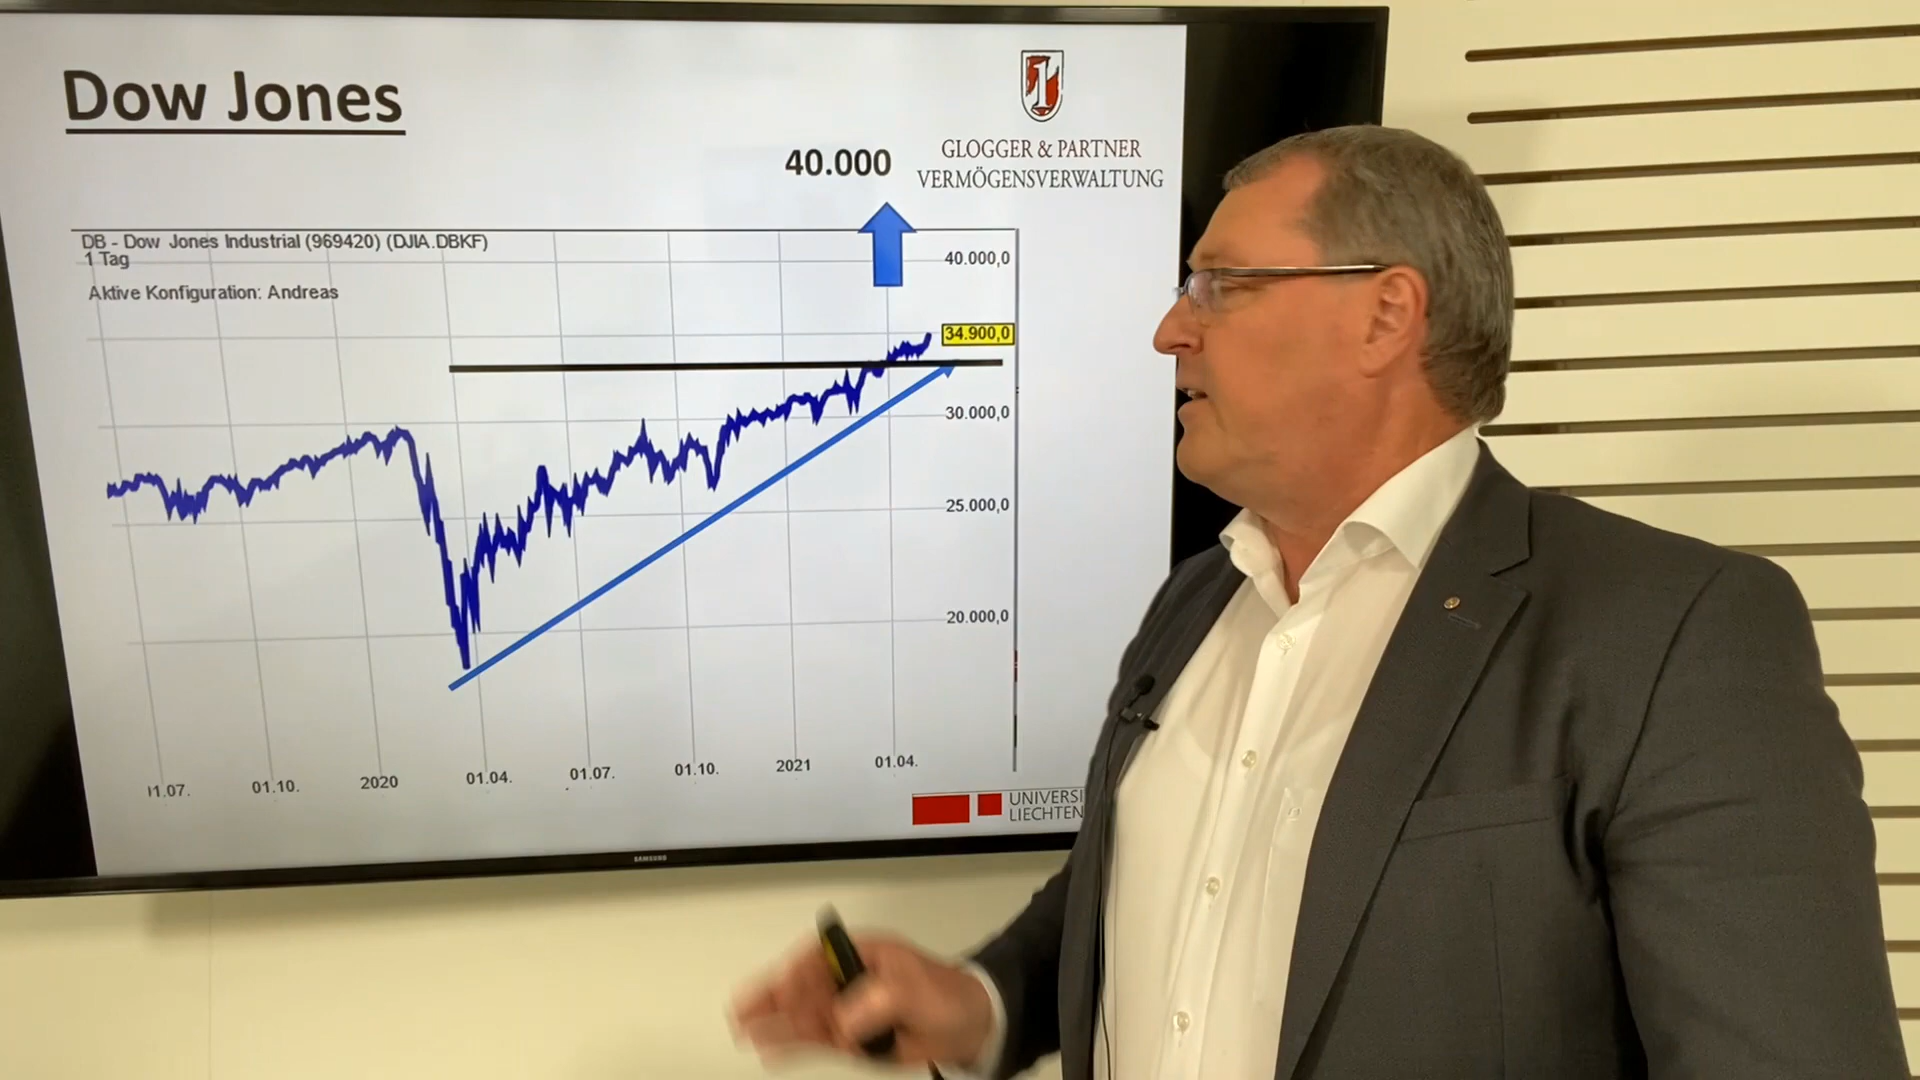 Dow Jones
GLOGGER & PARTNER
VERMÖGENSVERWALTUNG
40.000
DB - Dow Jones Industrial (969420) (DJIA.DBKF)
1 Tag
Aktive Konfiguration: Andreas
40.000,0
34.900,0
30.000,0
25.000,0
20.000,0
01.10.
2020
01.04.
01.07.
01.10.
2021
01.04.
UNIVERSI
LIECHTEN
SAMSUNG